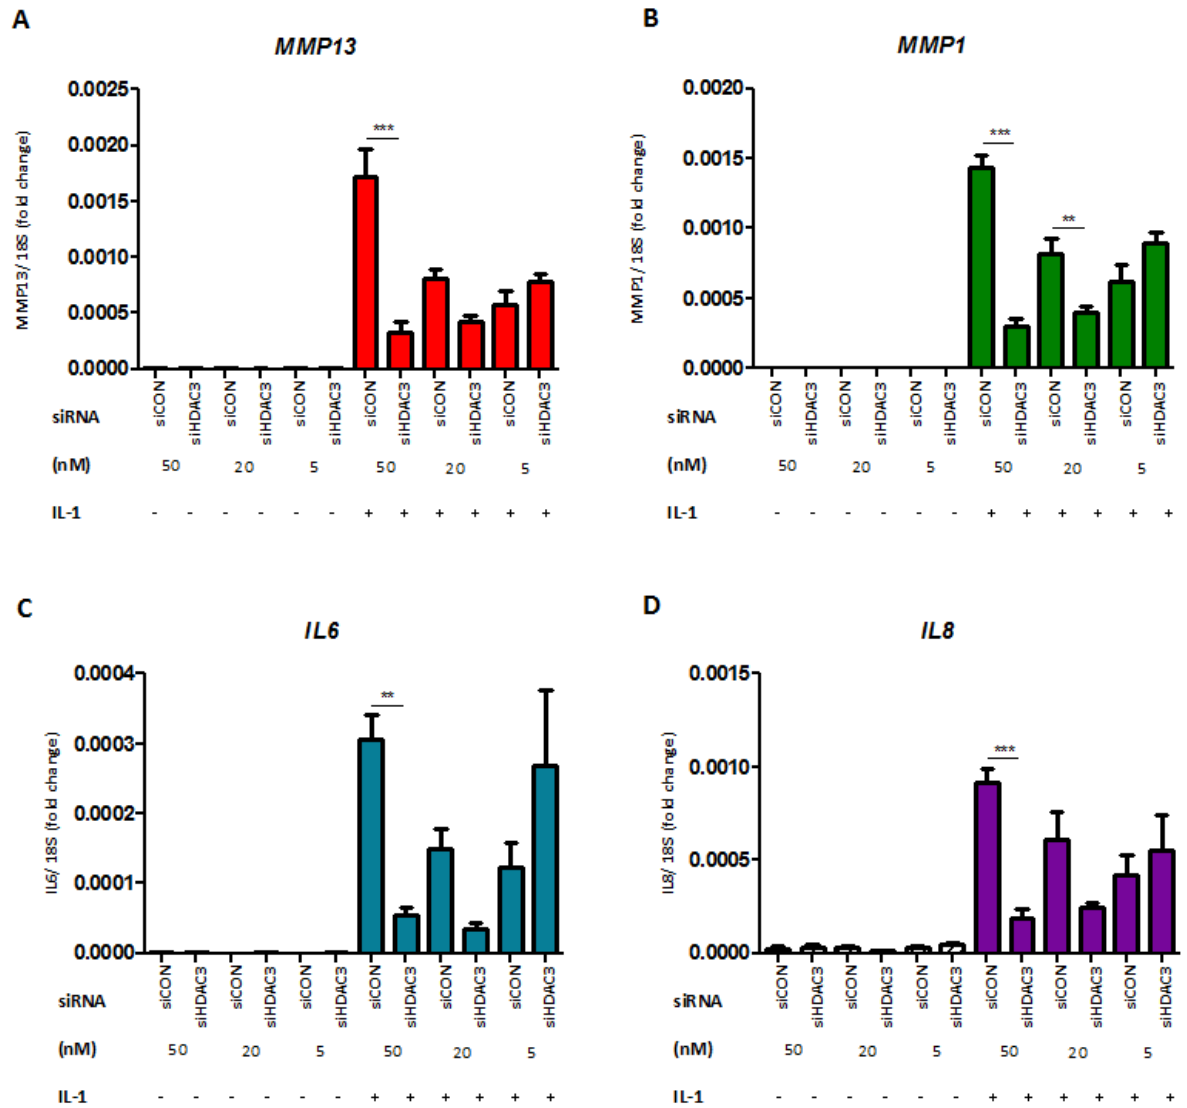 A
MMP13
MMP13/ 18S (fold change)
0.0025
0.0020
0.0015
0.0010
0.0005
0.0000
***
siRNA siCON siHDAC3 siCON siHDAC3 siCON siHDAC3 siCON siHDAC3 siCON siHDAC3 siCON siHDAC3
(nM) 50 20 5 50 20 5
IL-1 - - - - - - + + + + + +
B
MMP1
MMP1/ 18S (fold change)
0.0020
0.0015
0.0010
0.0005
0.0000
***
**
siRNA siCON siHDAC3 siCON siHDAC3 siCON siHDAC3 siCON siHDAC3 siCON siHDAC3 siCON siHDAC3
(nM) 50 20 5 50 20 5
IL-1 - - - - - - + + + + + +
C
IL6
IL6/ 18S (fold change)
0.0004
0.0003
0.0002
0.0001
0.0000
**
siRNA siCON siHDAC3 siCON siHDAC3 siCON siHDAC3 siCON siHDAC3 siCON siHDAC3 siCON siHDAC3
(nM) 50 20 5 50 20 5
IL-1 - - - - - - + + + + + +
D
IL8
IL8/ 18S (fold change)
0.0015
0.0010
0.0005
0.0000
***
siRNA siCON siHDAC3 siCON siHDAC3 siCON siHDAC3 siCON siHDAC3 siCON siHDAC3 siCON siHDAC3
(nM) 50 20 5 50 20 5
IL-1 - - - - - - + + + + + +